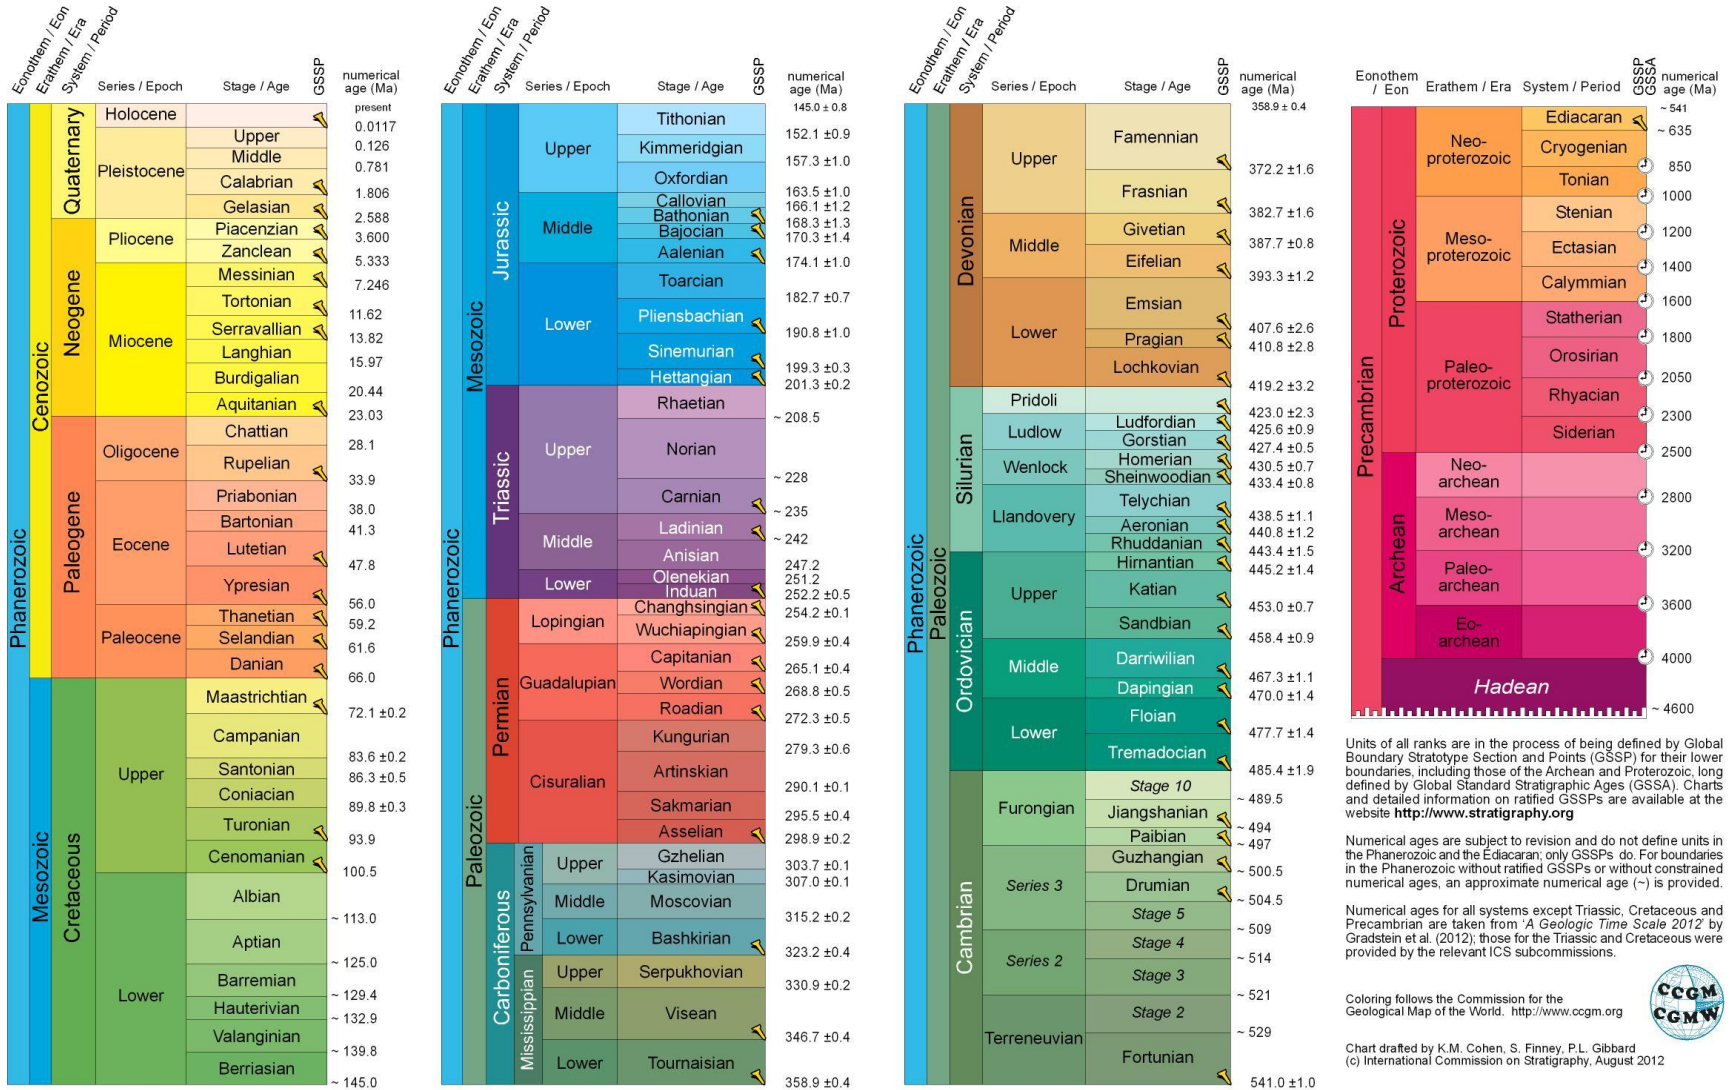 Eonothem / Eon
Erathem / Era
System / Period
Series / Epoch
Stage / Age
GSSP
numerical
age (Ma)
Phanerozoic
Cenozoic
Mesozoic
Quaternary
Neogene
Paleogene
Cretaceous
Holocene
Pleistocene
Pliocene
Miocene
Oligocene
Eocene
Paleocene
Upper
Lower
Upper
Middle
Calabrian
Gelasian
Piacenzian
Zanclean
Messinian
Tortonian
Serravallian
Langhian
Burdigalian
Aquitanian
Chattian
Rupelian
Priabonian
Bartonian
Lutetian
Ypresian
Thanetian
Selandian
Danian
Maastrichtian
Campanian
Santonian
Coniacian
Turonian
Cenomanian
Albian
Aptian
Barremian
Hauterivian
Valanginian
Berriasian
present
0.0117
0.126
0.781
1.806
2.588
3.600
5.333
7.246
11.62
13.82
15.97
20.44
23.03
28.1
33.9
38.0
41.3
47.8
56.0
59.2
61.6
66.0
72.1 ±0.2
83.6 ±0.2
86.3 ±0.5
89.8 ±0.3
93.9
100.5
~ 113.0
~ 125.0
~ 129.4
~ 132.9
~ 139.8
~ 145.0
Eonothem / Eon
Erathem / Era
System / Period
Series / Epoch
Stage / Age
GSSP
numerical
age (Ma)
Phanerozoic
Mesozoic
Paleozoic
Jurassic
Triassic
Permian
Carboniferous
Pennsylvanian
Mississippian
Upper
Middle
Lower
Upper
Middle
Lower
Lopingian
Guadalupian
Cisuralian
Upper
Middle
Lower
Upper
Middle
Lower
Tithonian
Kimmeridgian
Oxfordian
Callovian
Bathonian
Bajocian
Aalenian
Toarcian
Pliensbachian
Sinemurian
Hettangian
Rhaetian
Norian
Carnian
Ladinian
Anisian
Olenekian
Induan
Changhsingian
Wuchiapingian
Capitanian
Wordian
Roadian
Kungurian
Artinskian
Sakmarian
Asselian
Gzhelian
Kasimovian
Moscovian
Bashkirian
Serpukhovian
Visean
Tournaisian
145.0 ± 0.8
152.1 ±0.9
157.3 ±1.0
163.5 ±1.0
166.1 ±1.2
168.3 ±1.3
170.3 ±1.4
174.1 ±1.0
182.7 ±0.7
190.8 ±1.0
199.3 ±0.3
201.3 ±0.2
~ 208.5
~ 228
~ 235
~ 242
247.2
251.2
252.2 ±0.5
254.2 ±0.1
259.9 ±0.4
265.1 ±0.4
268.8 ±0.5
272.3 ±0.5
279.3 ±0.6
290.1 ±0.1
295.5 ±0.4
298.9 ±0.2
303.7 ±0.1
307.0 ±0.1
315.2 ±0.2
323.2 ±0.4
330.9 ±0.2
346.7 ±0.4
358.9 ±0.4
Eonothem / Eon
Erathem / Era
System / Period
Series / Epoch
Stage / Age
GSSP
numerical
age (Ma)
Phanerozoic
Paleozoic
Devonian
Silurian
Ordovician
Cambrian
Upper
Middle
Lower
Pridoli
Ludlow
Wenlock
Llandovery
Upper
Middle
Lower
Furongian
Series 3
Series 2
Terreneuvian
Famennian
Frasnian
Givetian
Eifelian
Emsian
Pragian
Lochkovian
Ludfordian
Gorstian
Homerian
Sheinwoodian
Telychian
Aeronian
Rhuddanian
Hirnantian
Katian
Sandbian
Darriwilian
Dapingian
Floian
Tremadocian
Stage 10
Jiangshanian
Paibian
Guzhangian
Drumian
Stage 5
Stage 4
Stage 3
Stage 2
Fortunian
358.9 ± 0.4
372.2 ±1.6
382.7 ±1.6
387.7 ±0.8
393.3 ±1.2
407.6 ±2.6
410.8 ±2.8
419.2 ±3.2
423.0 ±2.3
425.6 ±0.9
427.4 ±0.5
430.5 ±0.7
433.4 ±0.8
438.5 ±1.1
440.8 ±1.2
443.4 ±1.5
445.2 ±1.4
453.0 ±0.7
458.4 ±0.9
467.3 ±1.1
470.0 ±1.4
477.7 ±1.4
485.4 ±1.9
~ 489.5
~ 494
~ 497
~ 500.5
~ 504.5
~ 509
~ 514
~ 521
~ 529
541.0 ±1.0
Eonothem
/ Eon
Erathem / Era
System / Period
GSSP
GSSA
numerical
age (Ma)
Precambrian
Proterozoic
Archean
Hadean
Neo-
proterozoic
Meso-
proterozoic
Paleo-
proterozoic
Neo-
archean
Meso-
archean
Paleo-
archean
Eo-
archean
Ediacaran
Cryogenian
Tonian
Stenian
Ectasian
Calymmian
Statherian
Orosirian
Rhyacian
Siderian
~ 541
~ 635
850
1000
1200
1400
1600
1800
2050
2300
2500
2800
3200
3600
4000
~ 4600
Units of all ranks are in the process of being defined by Global
Boundary Stratotype Section and Points (GSSP) for their lower
boundaries, including those of the Archean and Proterozoic, long
defined by Global Standard Stratigraphic Ages (GSSA). Charts
and detailed information on ratified GSSPs are available at the
website http://www.stratigraphy.org
Numerical ages are subject to revision and do not define units in
the Phanerozoic and the Ediacaran; only GSSPs do. For boundaries
in the Phanerozoic without ratified GSSPs or without constrained
numerical ages, an approximate numerical age (~) is provided.
Numerical ages for all systems except Triassic, Cretaceous and
Precambrian are taken from ‘A Geologic Time Scale 2012’ by
Gradstein et al. (2012); those for the Triassic and Cretaceous were
provided by the relevant ICS subcommissions.
Coloring follows the Commission for the
Geological Map of the World. http://www.ccgm.org
CCGM
CGMW
Chart drafted by K.M. Cohen, S. Finney, P.L. Gibbard
(c) International Commission on Stratigraphy, August 2012